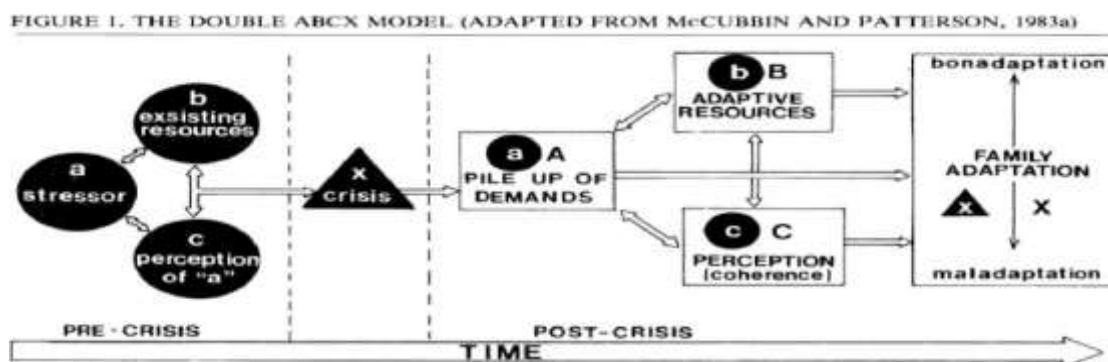 FIGURE 1. THE DOUBLE ABCX MODEL (ADAPTED FROM McCUBBIN AND PATTERSON, 1983a)
b
exsisting
resources
a
stressor
c
perception
of "a"
x
crisis
a A
PILE UP OF
DEMANDS
b B
ADAPTIVE
RESOURCES
c C
PERCEPTION
(coherence)
bonadaptation
FAMILY
ADAPTATION
x X
maladaptation
PRE-CRISIS
POST-CRISIS
TIME